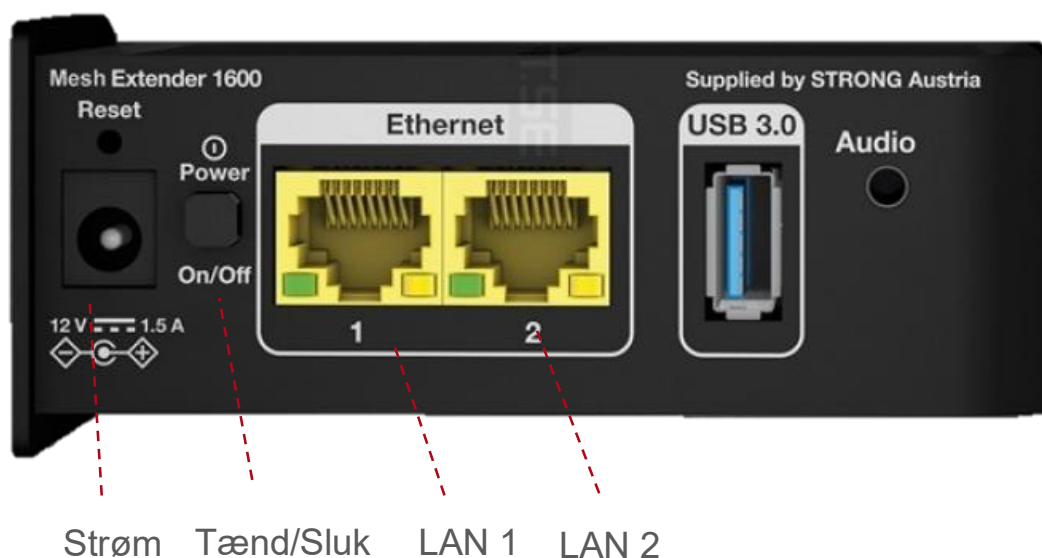 Mesh Extender 1600
Supplied by STRONG Austria
Reset
Power
On/Off
12 V 1.5 A
Ethernet
1
2
USB 3.0
Audio
Strøm
Tænd/Sluk
LAN 1
LAN 2